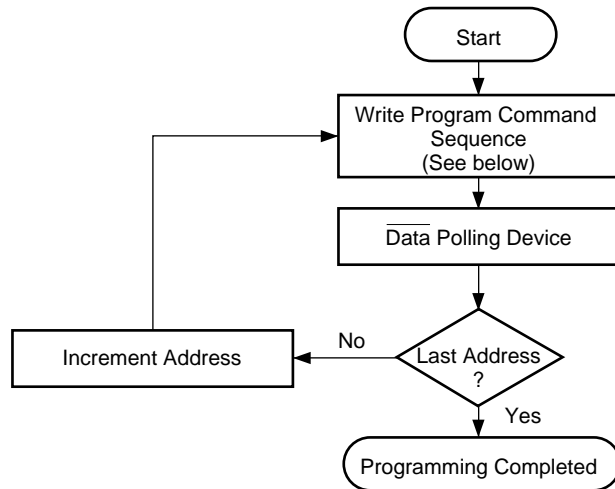 Start
Write Program Command
Sequence
(See below)
Data Polling Device
No
Increment Address
Last Address
?
Yes
Programming Completed